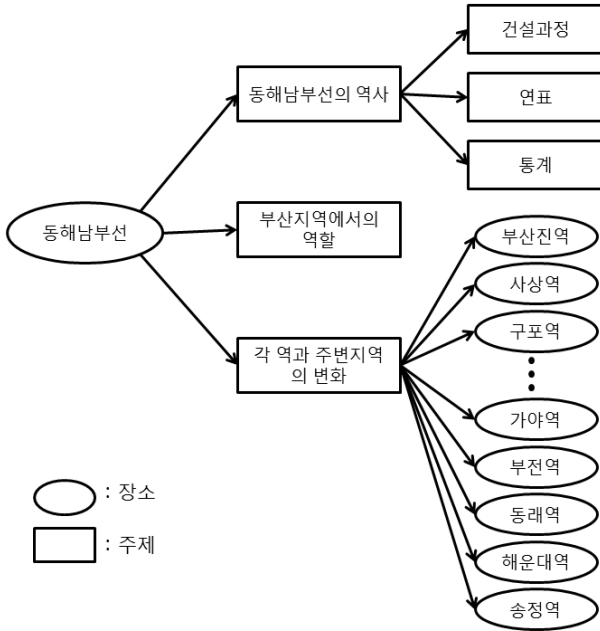 건설과정
동해남부선의 역사
연표
통계
동해남부선
부산지역에서의
역할
부산진역
사상역
구포역
각 역과 주변지역
의 변화
가야역
부전역
동래역
해운대역
송정역
: 장소
: 주제